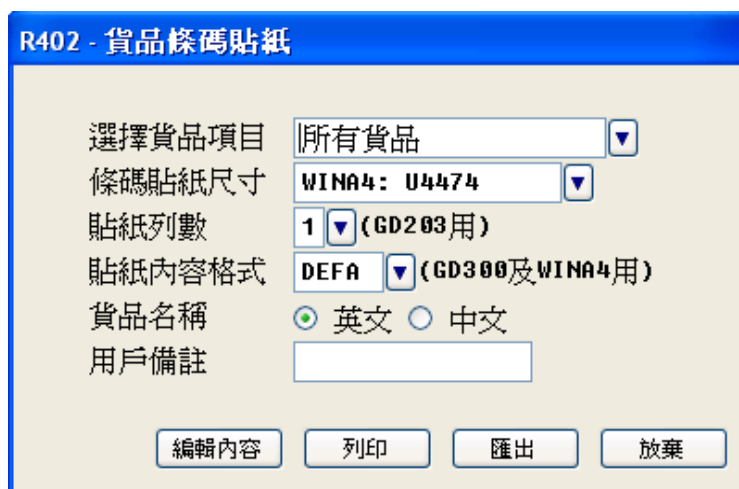 R402 - 貨品條碼貼紙
選擇貨品項目 所有貨品
條碼貼紙尺寸 WINA4: U4474
貼紙列數 1 (GD203用)
貼紙內容格式 DEFA (GD300及WINA4用)
貨品名稱 英文 中文
用戶備註
編輯內容 列印 匯出 放棄